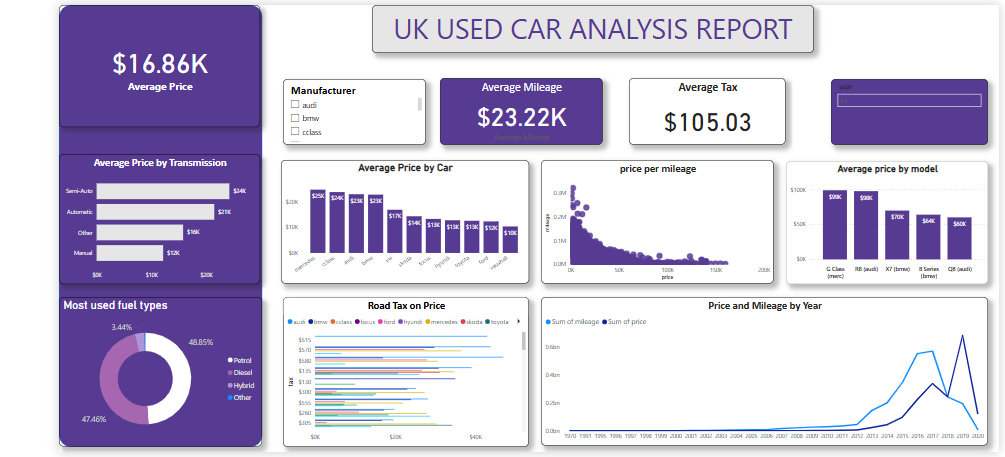 UK USED CAR ANALYSIS REPORT
$16.86K
Average Price
Manufacturer
audi
bmw
cclass
Average Mileage
$23.22K
Average Mileage
Average Tax
$105.03
year
Average Price by Transmission
Semi-Auto $24K
Automatic $21K
Other $16K
Manual $12K
$0K $10K $20K
Average Price by Car
$20K
$10K
$0K
$25K $24K $23K $23K $17K $14K $13K $13K $13K $12K $10K
mercedes cclass audi bmw vw skoda focus hyundi toyota ford vauxhall
price per mileage
mileage
0.3M
0.2M
0.1M
0.0M
0K 50K 100K 150K 200K
price
Average price by model
$100K
$50K
$0K
$99K $98K $70K $64K $60K
G Class (merc) R8 (audi) X7 (bmw) 8 Series (bmw) Q8 (audi)
Most used fuel types
3.44%
48.85%
47.46%
Petrol
Diesel
Hybrid
Other
Road Tax on Price
audi bmw cclass focus ford hyundi mercedes skoda toyota
tax
$515
$570
$580
$135
$130
$300
$555
$260
$305
$0K $20K $40K
Price and Mileage by Year
Sum of mileage Sum of price
0.6bn
0.4bn
0.2bn
0.0bn
1970 1991 1995 1996 1997 1998 1999 2000 2001 2002 2003 2004 2005 2006 2007 2008 2009 2010 2011 2012 2013 2014 2015 2016 2017 2018 2019 2020